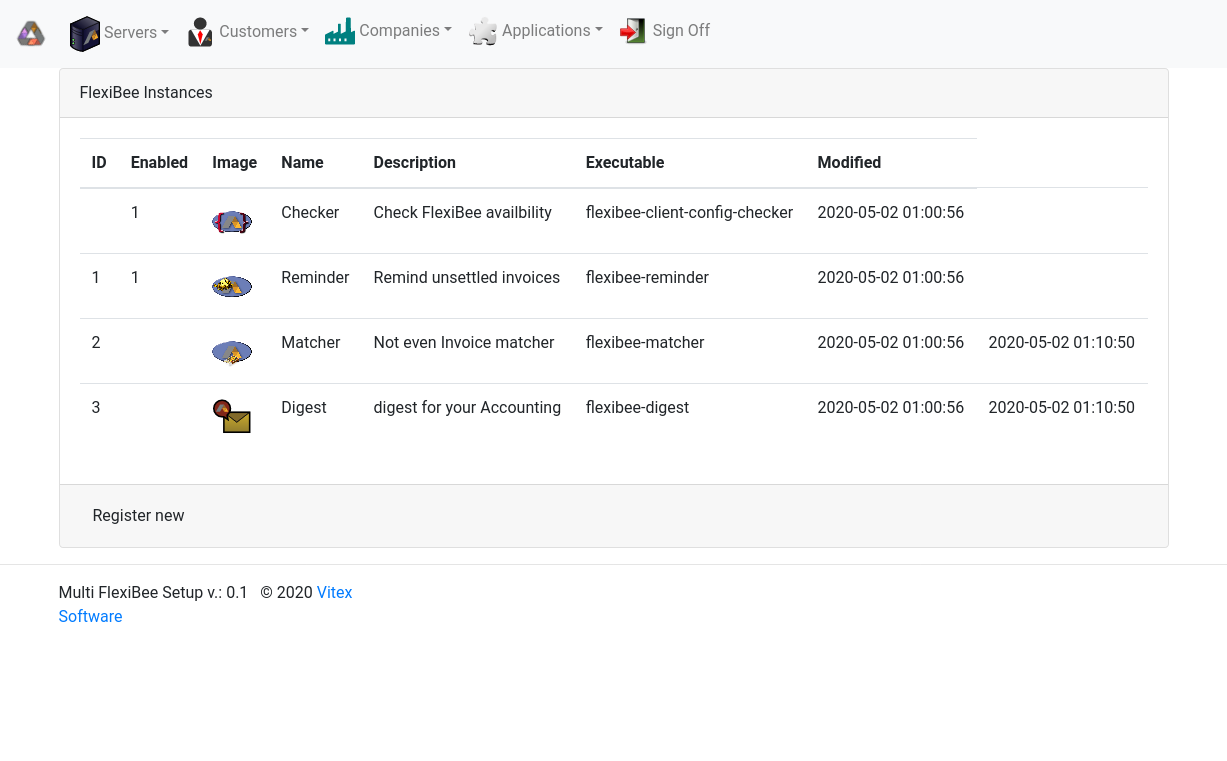 Servers Customers Companies Applications Sign Off
FlexiBee Instances
ID Enabled Image Name Description Executable Modified
1 Checker Check FlexiBee availbility flexibee-client-config-checker 2020-05-02 01:00:56
1 1 Reminder Remind unsettled invoices flexibee-reminder 2020-05-02 01:00:56
2 Matcher Not even Invoice matcher flexibee-matcher 2020-05-02 01:00:56 2020-05-02 01:10:50
3 Digest digest for your Accounting flexibee-digest 2020-05-02 01:00:56 2020-05-02 01:10:50
Register new
Multi FlexiBee Setup v.: 0.1 © 2020 Vitex
Software